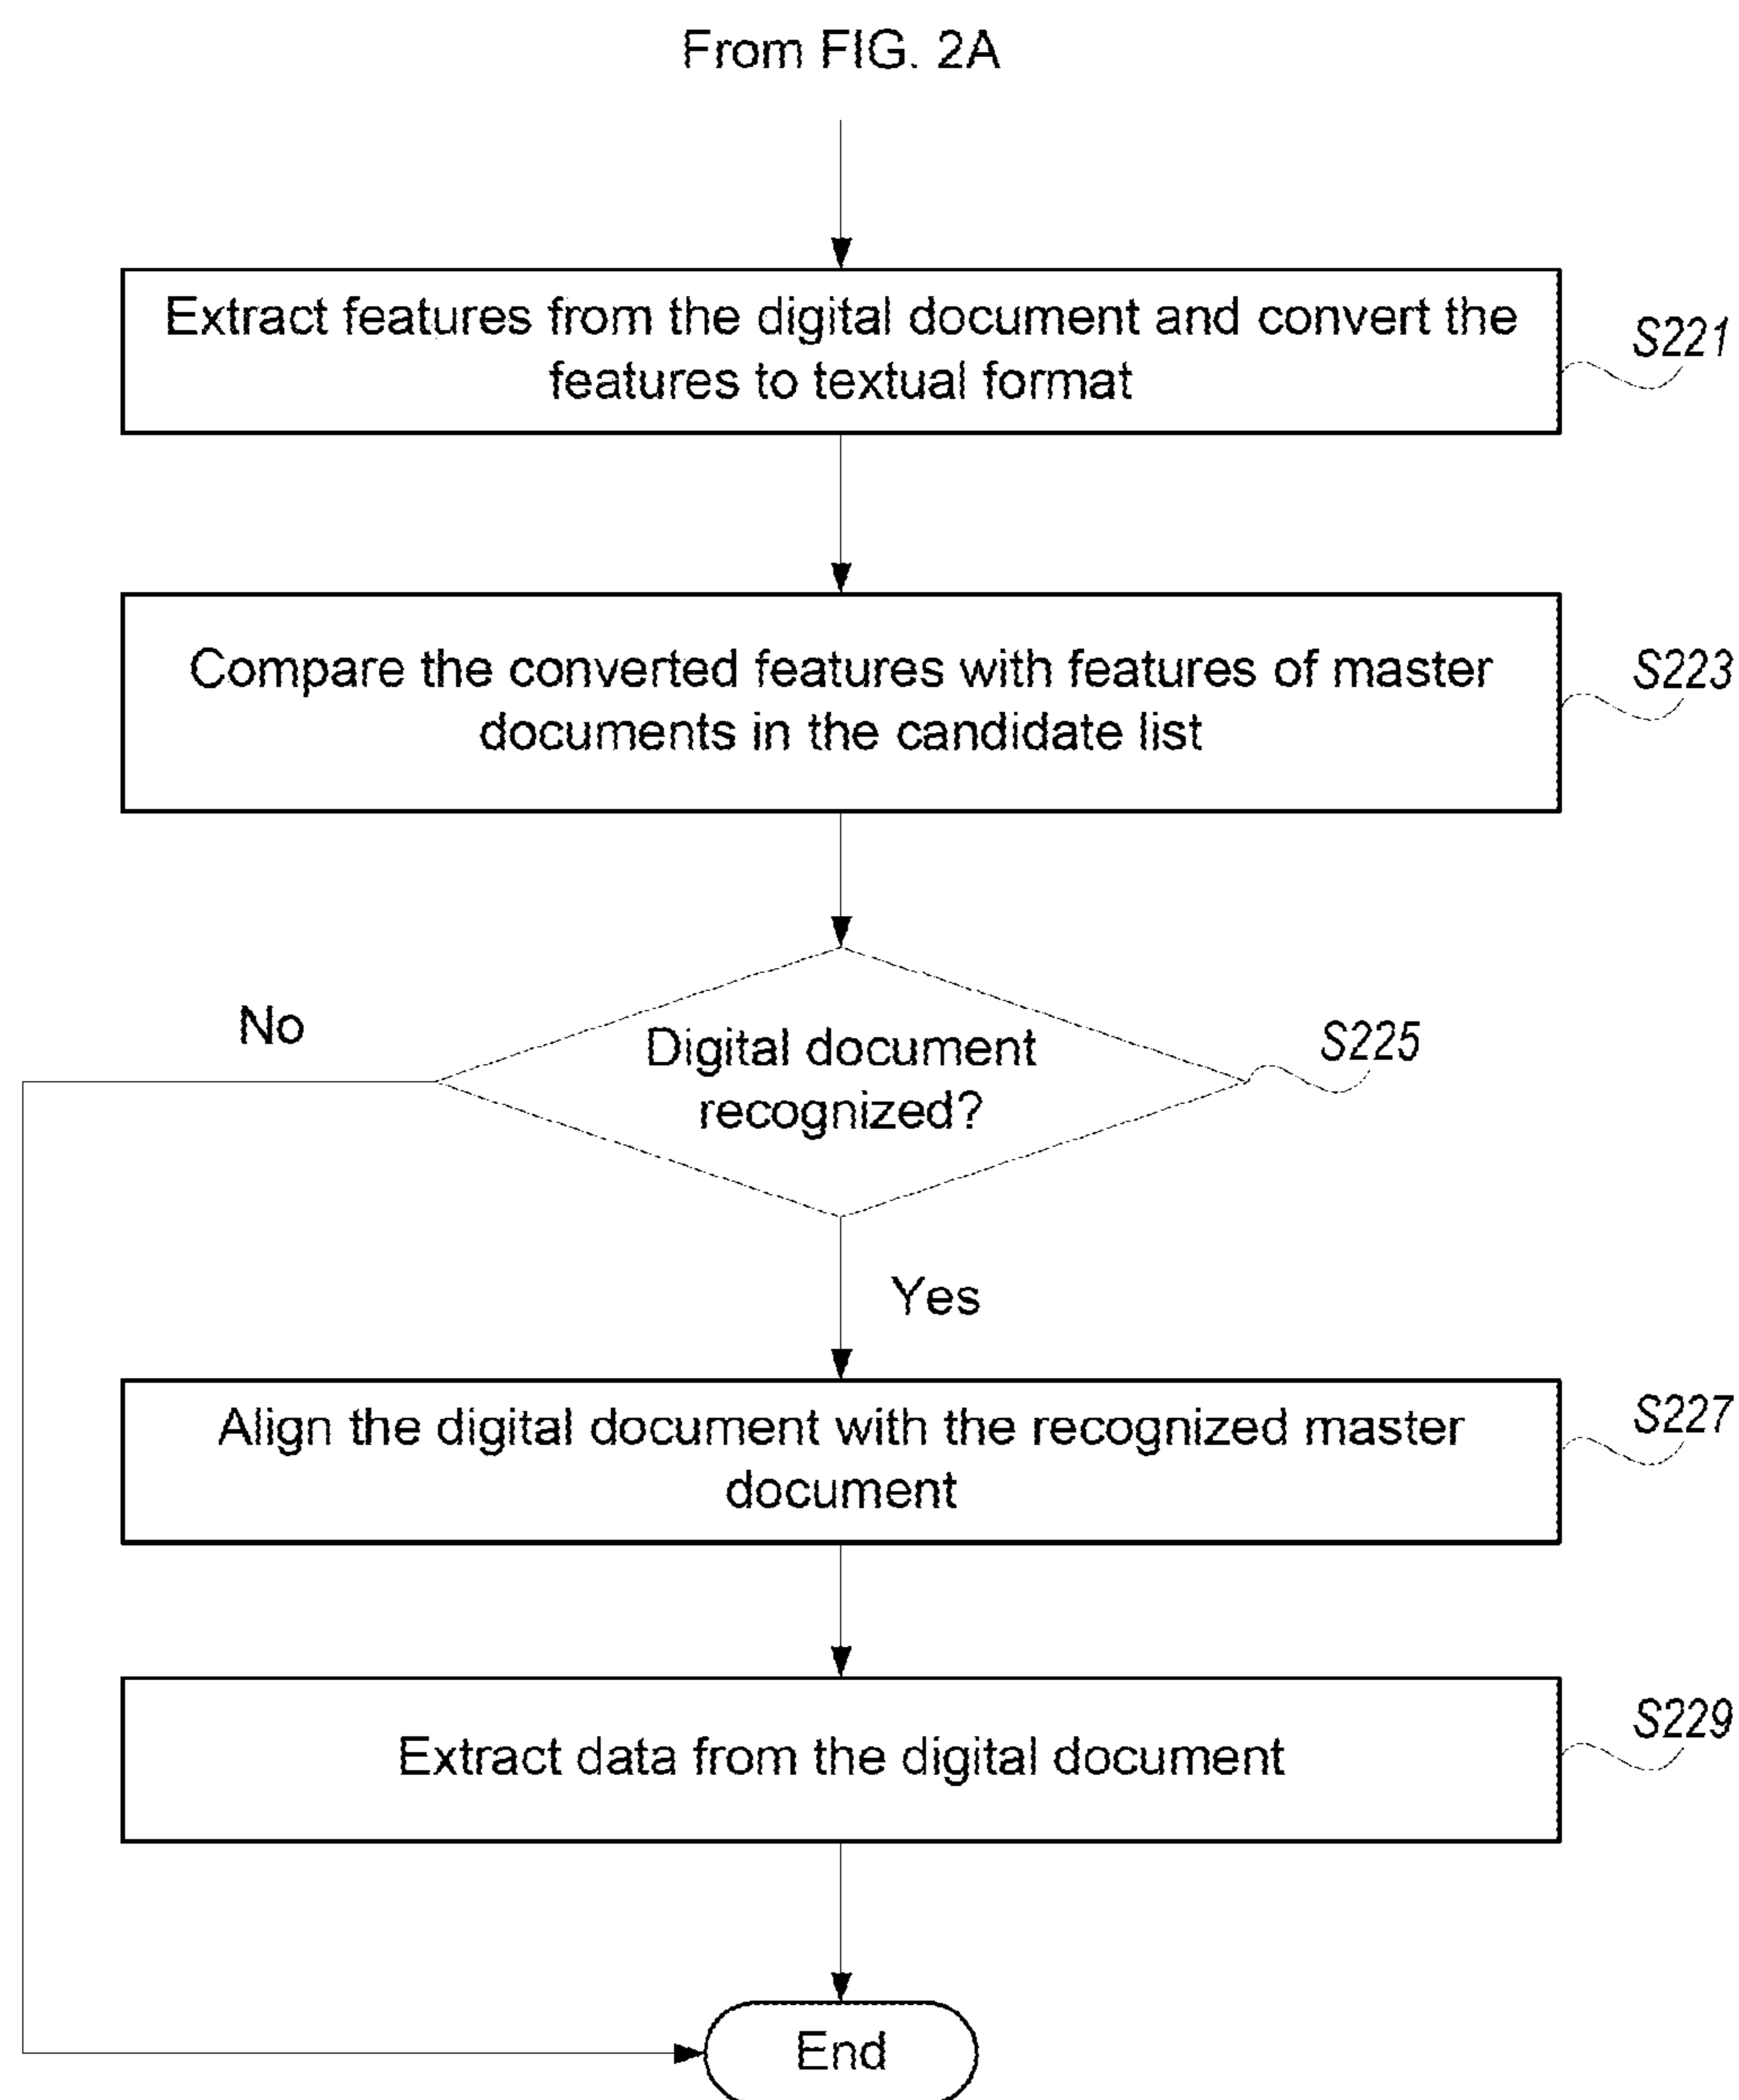 From FIG. 2A
Extract features from the digital document and convert the
features to textual format
S221
Compare the converted features with features of master
documents in the candidate list
S223
No
Digital document
recognized?
S225
Yes
Align the digital document with the recognized master
document
S227
Extract data from the digital document
S229
End